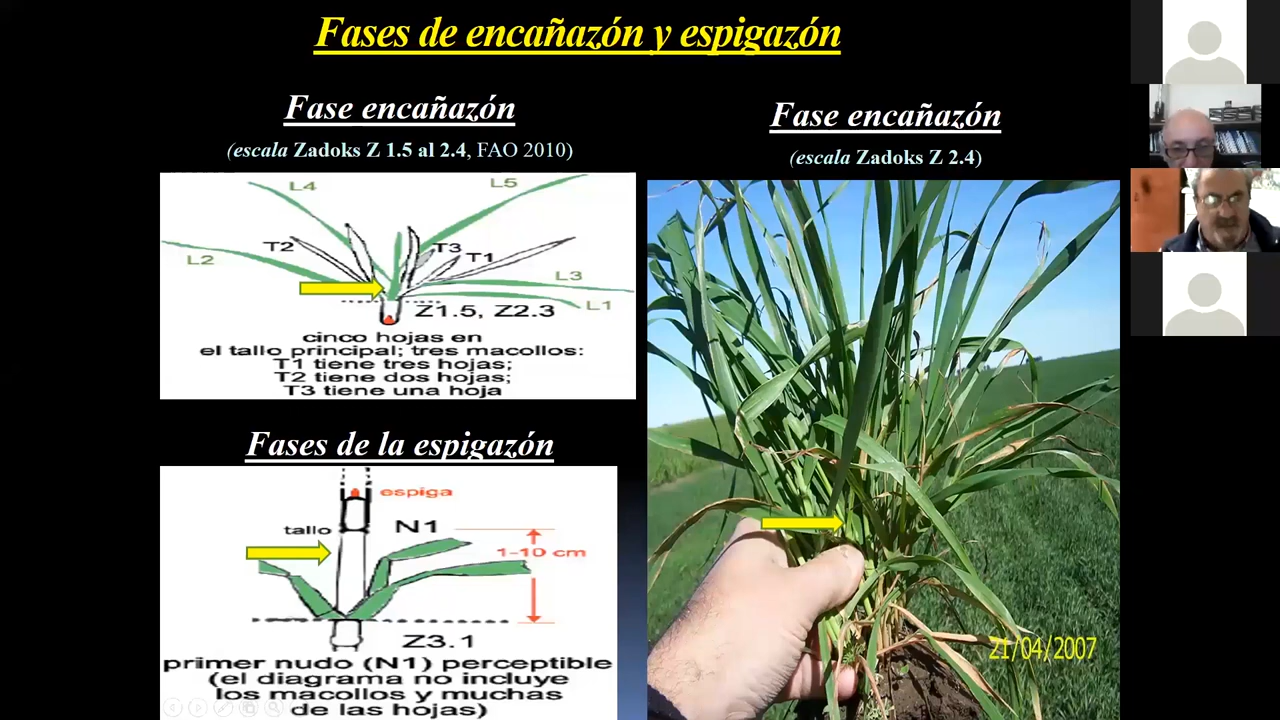 Fases de encañazón y espigazón
Fase encañazón
(escala Zadoks Z 1.5 al 2.4, FAO 2010)
L4
L5
T2
T3
T1
L2
L3
L1
Z1.5, Z2.3
cinco hojas en
el tallo principal; tres macollos:
T1 tiene tres hojas;
T2 tiene dos hojas;
T3 tiene una hoja
Fases de la espigazón
espiga
tallo
N1
1-10 cm
Z3.1
primer nudo (N1) perceptible
(el diagrama no incluye
los macollos y muchas
de las hojas)
Fase encañazón
(escala Zadoks Z 2.4)
21/04/2007